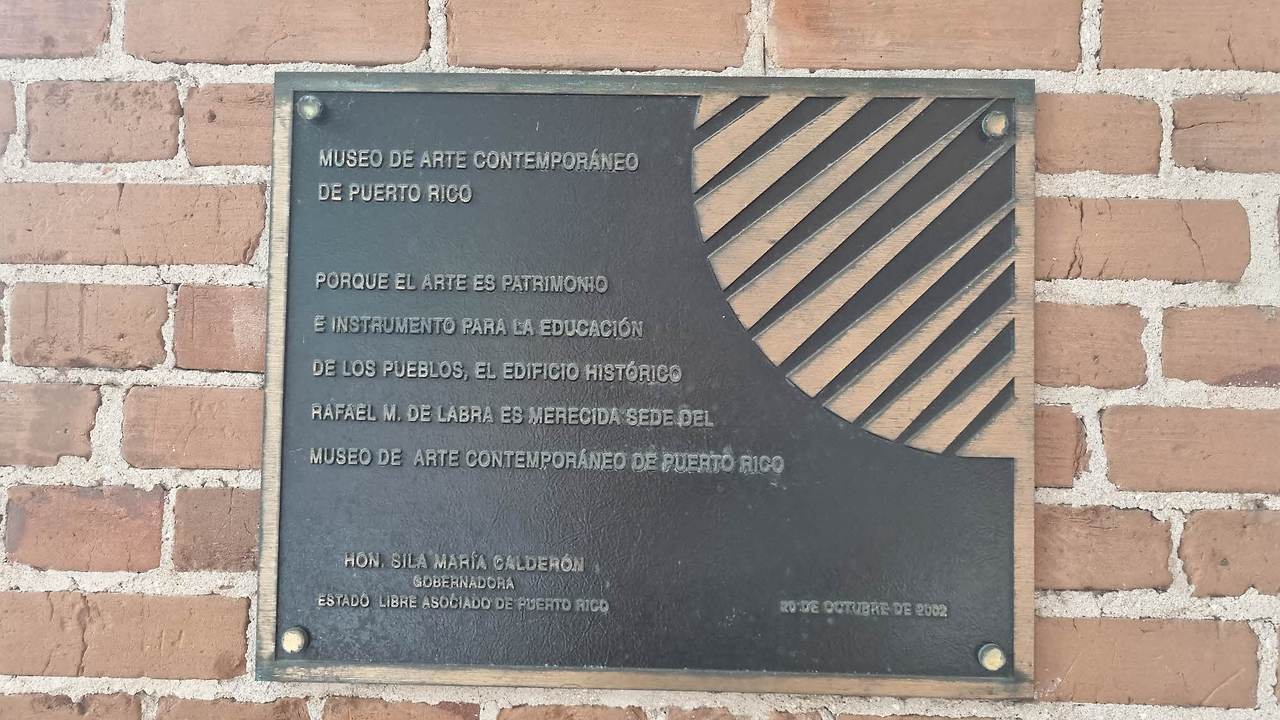 MUSEO DE ARTE CONTEMPORÁNEO
DE PUERTO RICO
PORQUE EL ARTE ES PATRIMONIO
E INSTRUMENTO PARA LA EDUCACIÓN
DE LOS PUEBLOS, EL EDIFICIO HISTÓRICO
RAFAEL M. DE LABRA ES MERECIDA SEDE DEL
MUSEO DE ARTE CONTEMPORÁNEO DE PUERTO RICO
HON. SILA MARÍA CALDERÓN
GOBERNADORA
ESTADO LIBRE ASOCIADO DE PUERTO RICO
20 DE OCTUBRE DE 2002